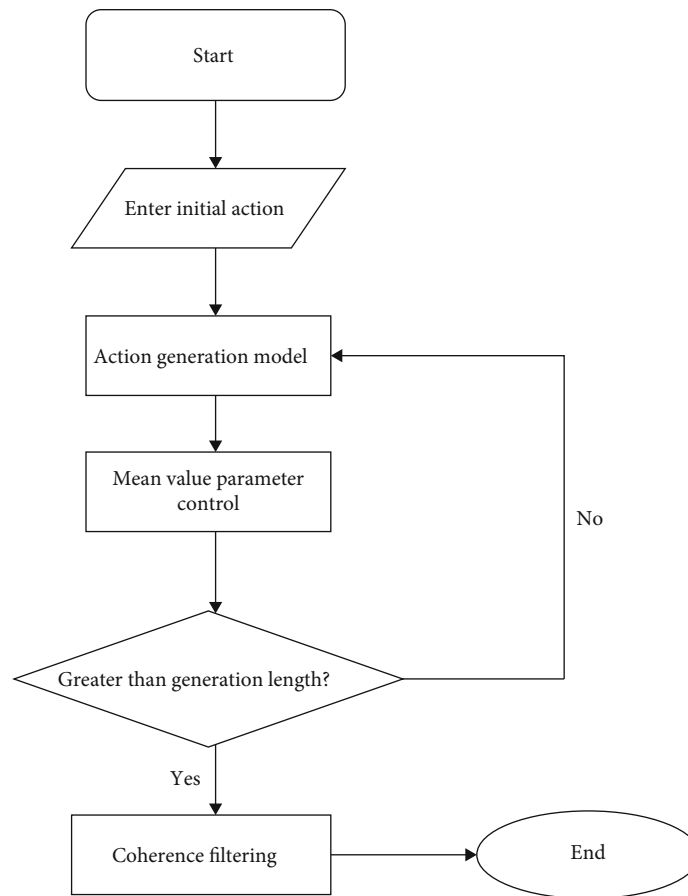 Start
Enter initial action
Action generation model
Mean value parameter
control
No
Greater than generation length?
Yes
Coherence filtering
End